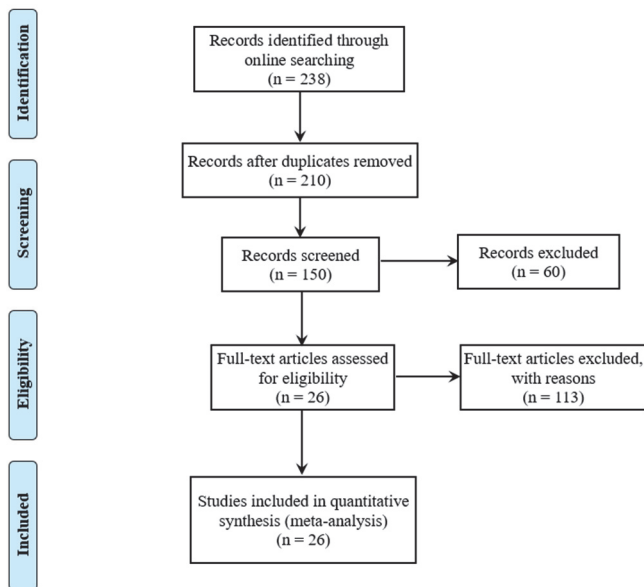 Identification
Records identified through
online searching
(n = 238)
Records after duplicates removed
(n = 210)
Screening
Records screened
(n = 150)
Records excluded
(n = 60)
Eligibility
Full-text articles assessed
for eligibility
(n = 26)
Full-text articles excluded,
with reasons
(n = 113)
Included
Studies included in quantitative
synthesis (meta-analysis)
(n = 26)